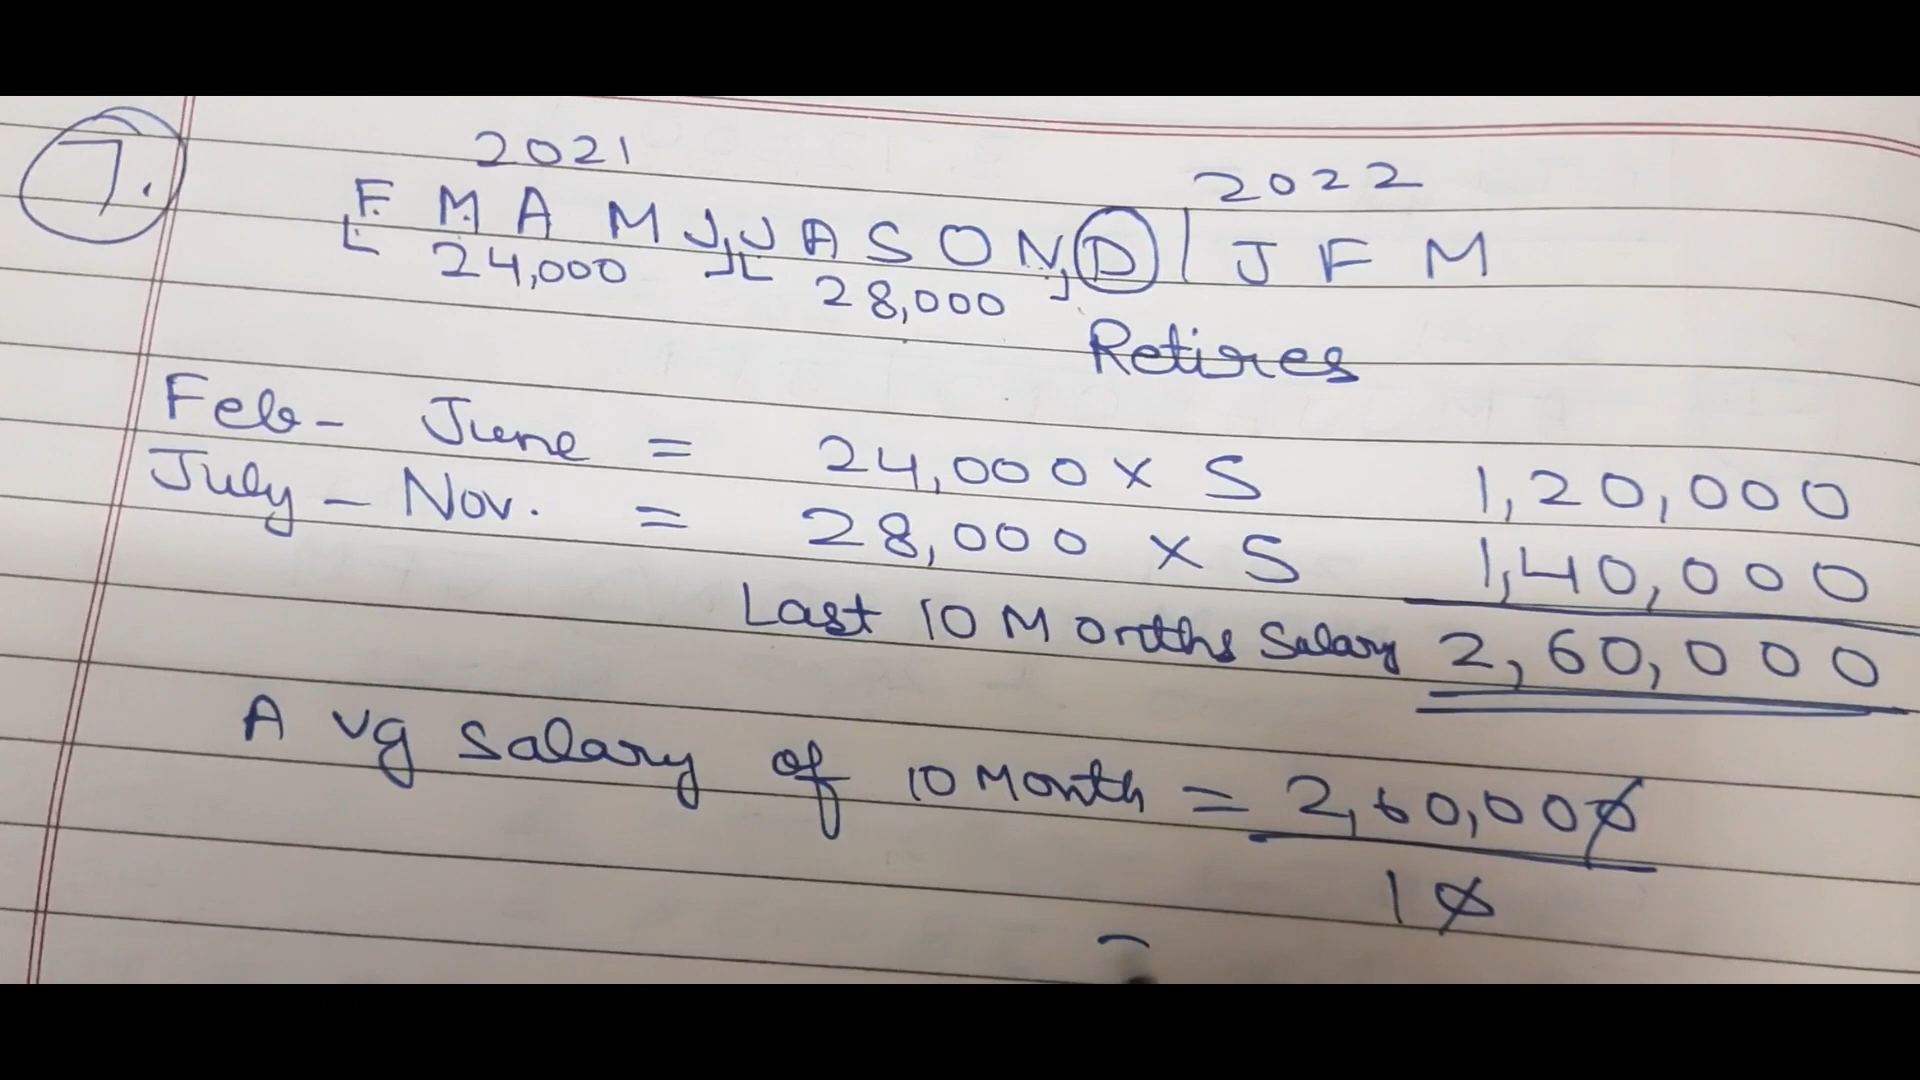 7.
2021
2022
F M A M J J A S O N D | J F M
24,000
28,000
Retires
Feb - June = 24,000 x 5 1,20,000
July - Nov. = 28,000 x 5 1,40,000
Last 10 Months Salary 2,60,000
Avg salary of 10 Month = 2,60,000
10